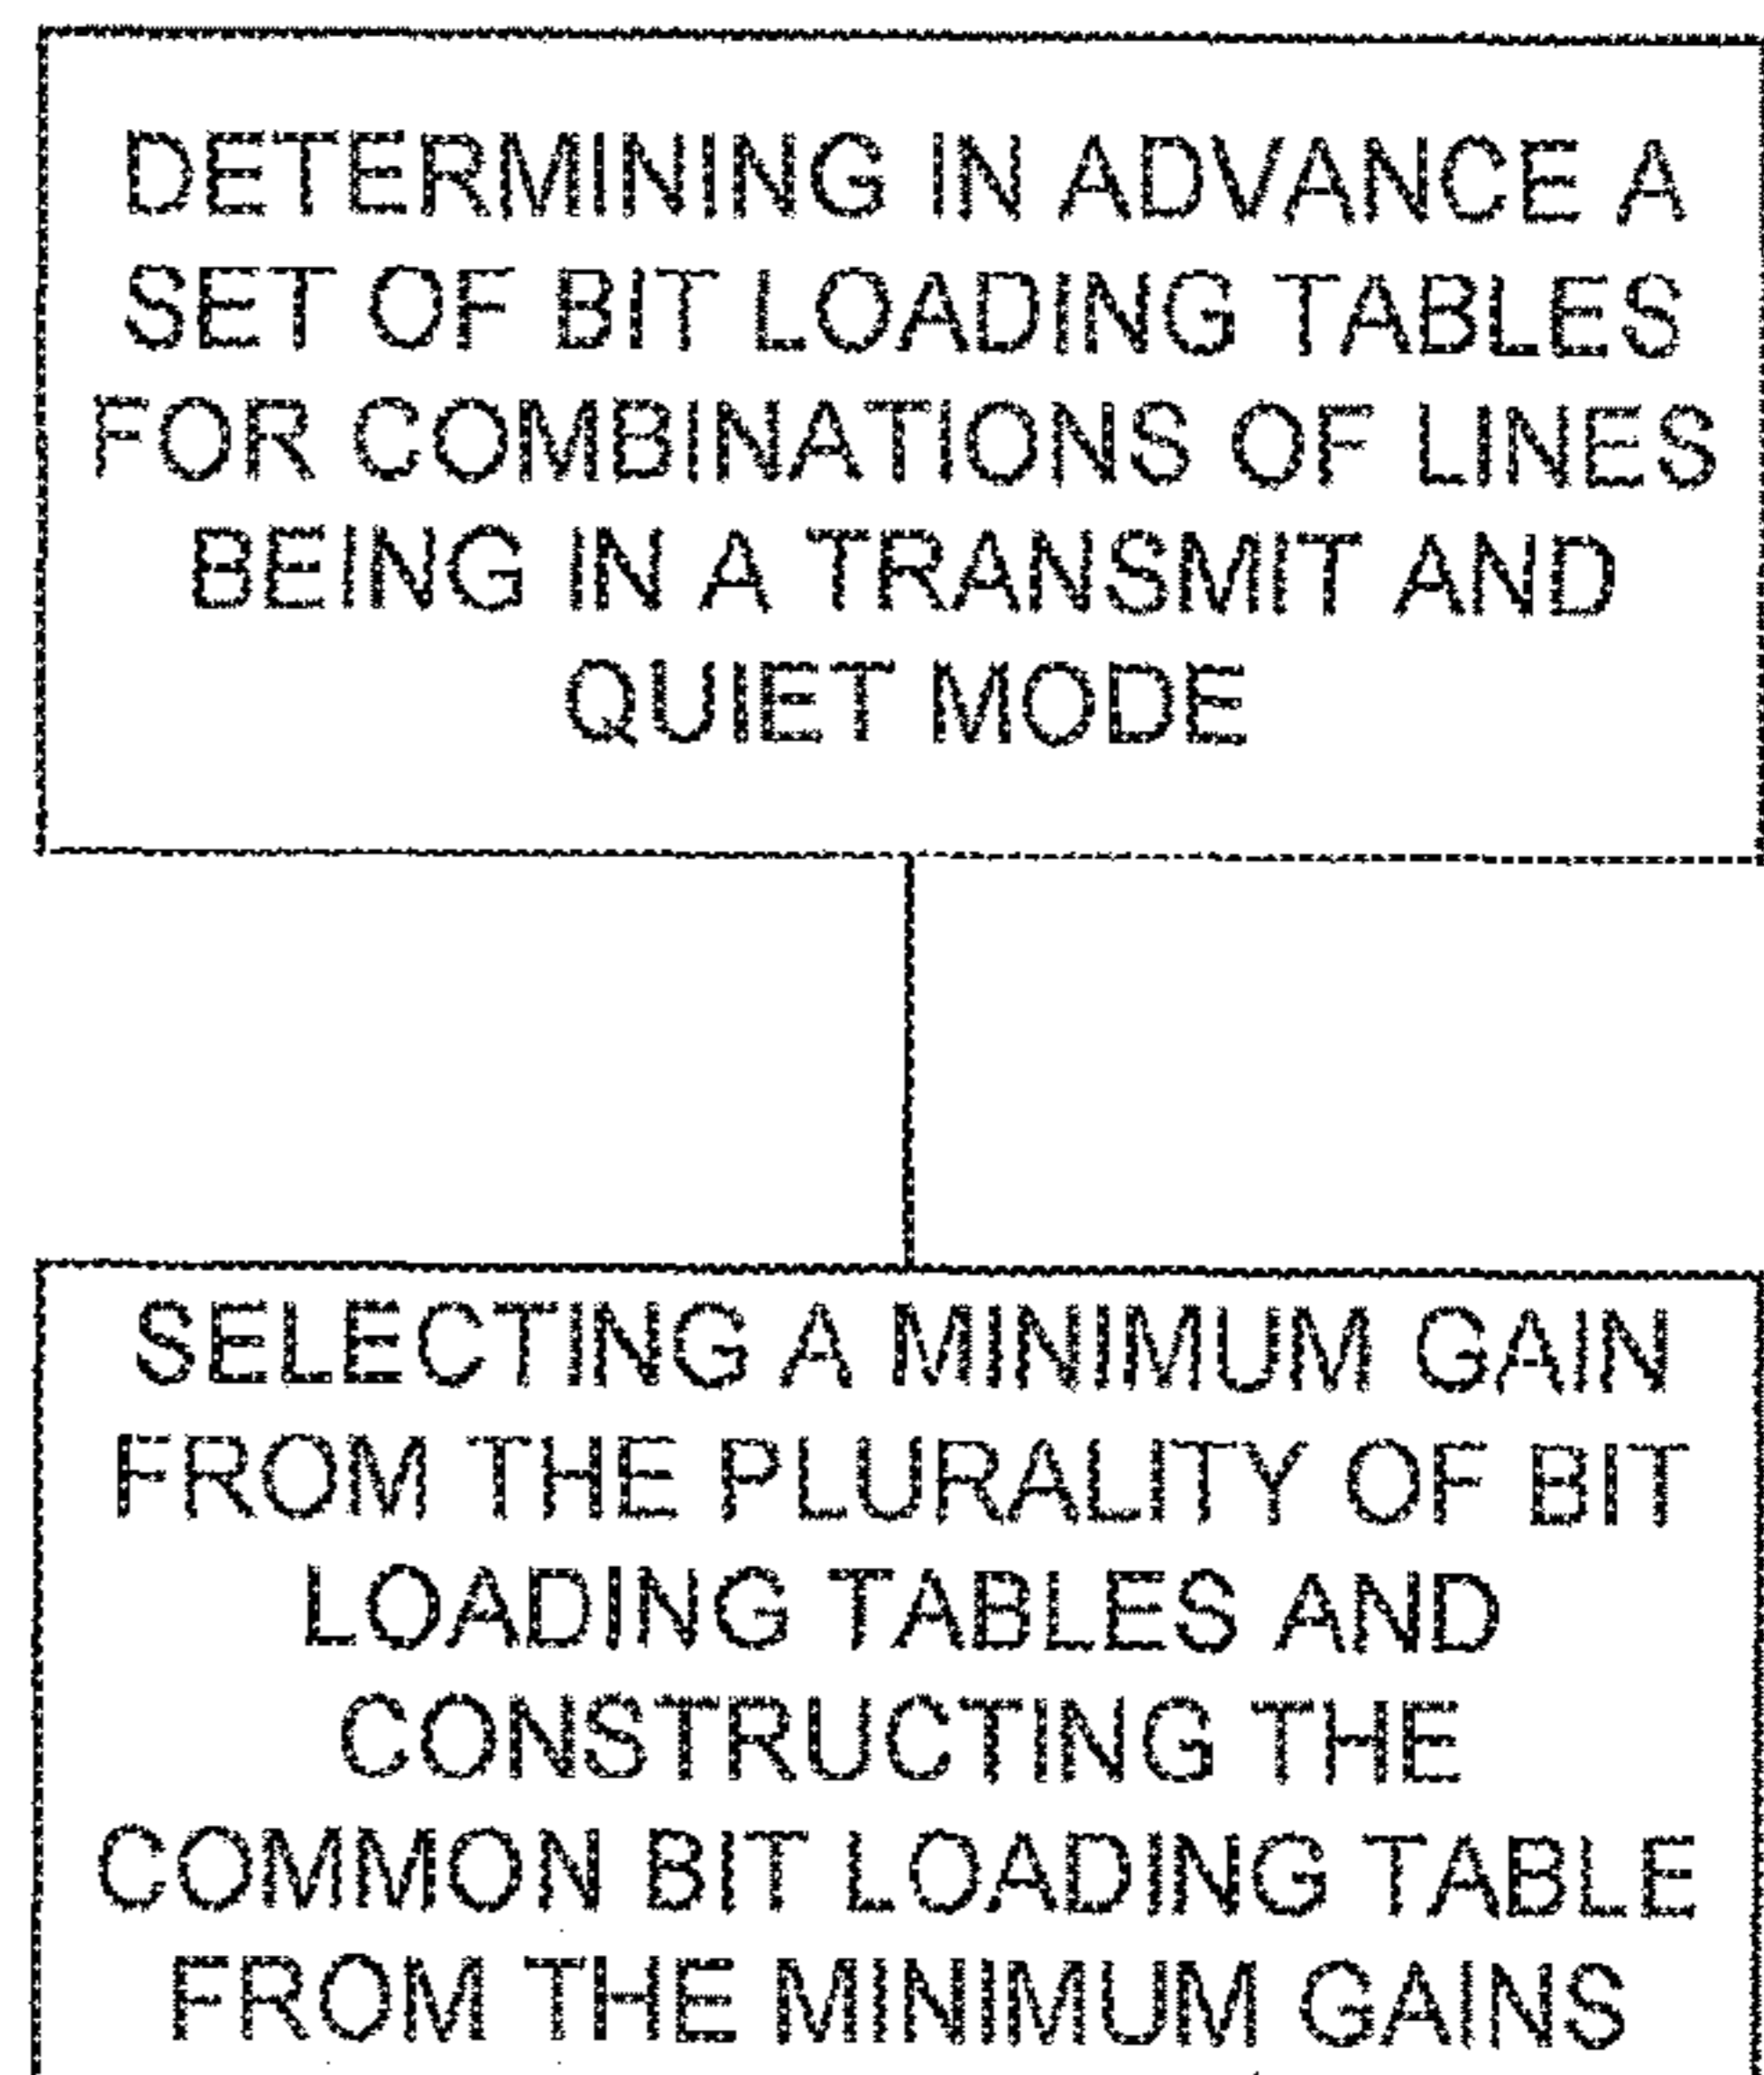 DETERMINING IN ADVANCE A
SET OF BIT LOADING TABLES
FOR COMBINATIONS OF LINES
BEING IN A TRANSMIT AND
QUIET MODE
SELECTING A MINIMUM GAIN
FROM THE PLURALITY OF BIT
LOADING TABLES AND
CONSTRUCTING THE
COMMON BIT LOADING TABLE
FROM THE MINIMUM GAINS